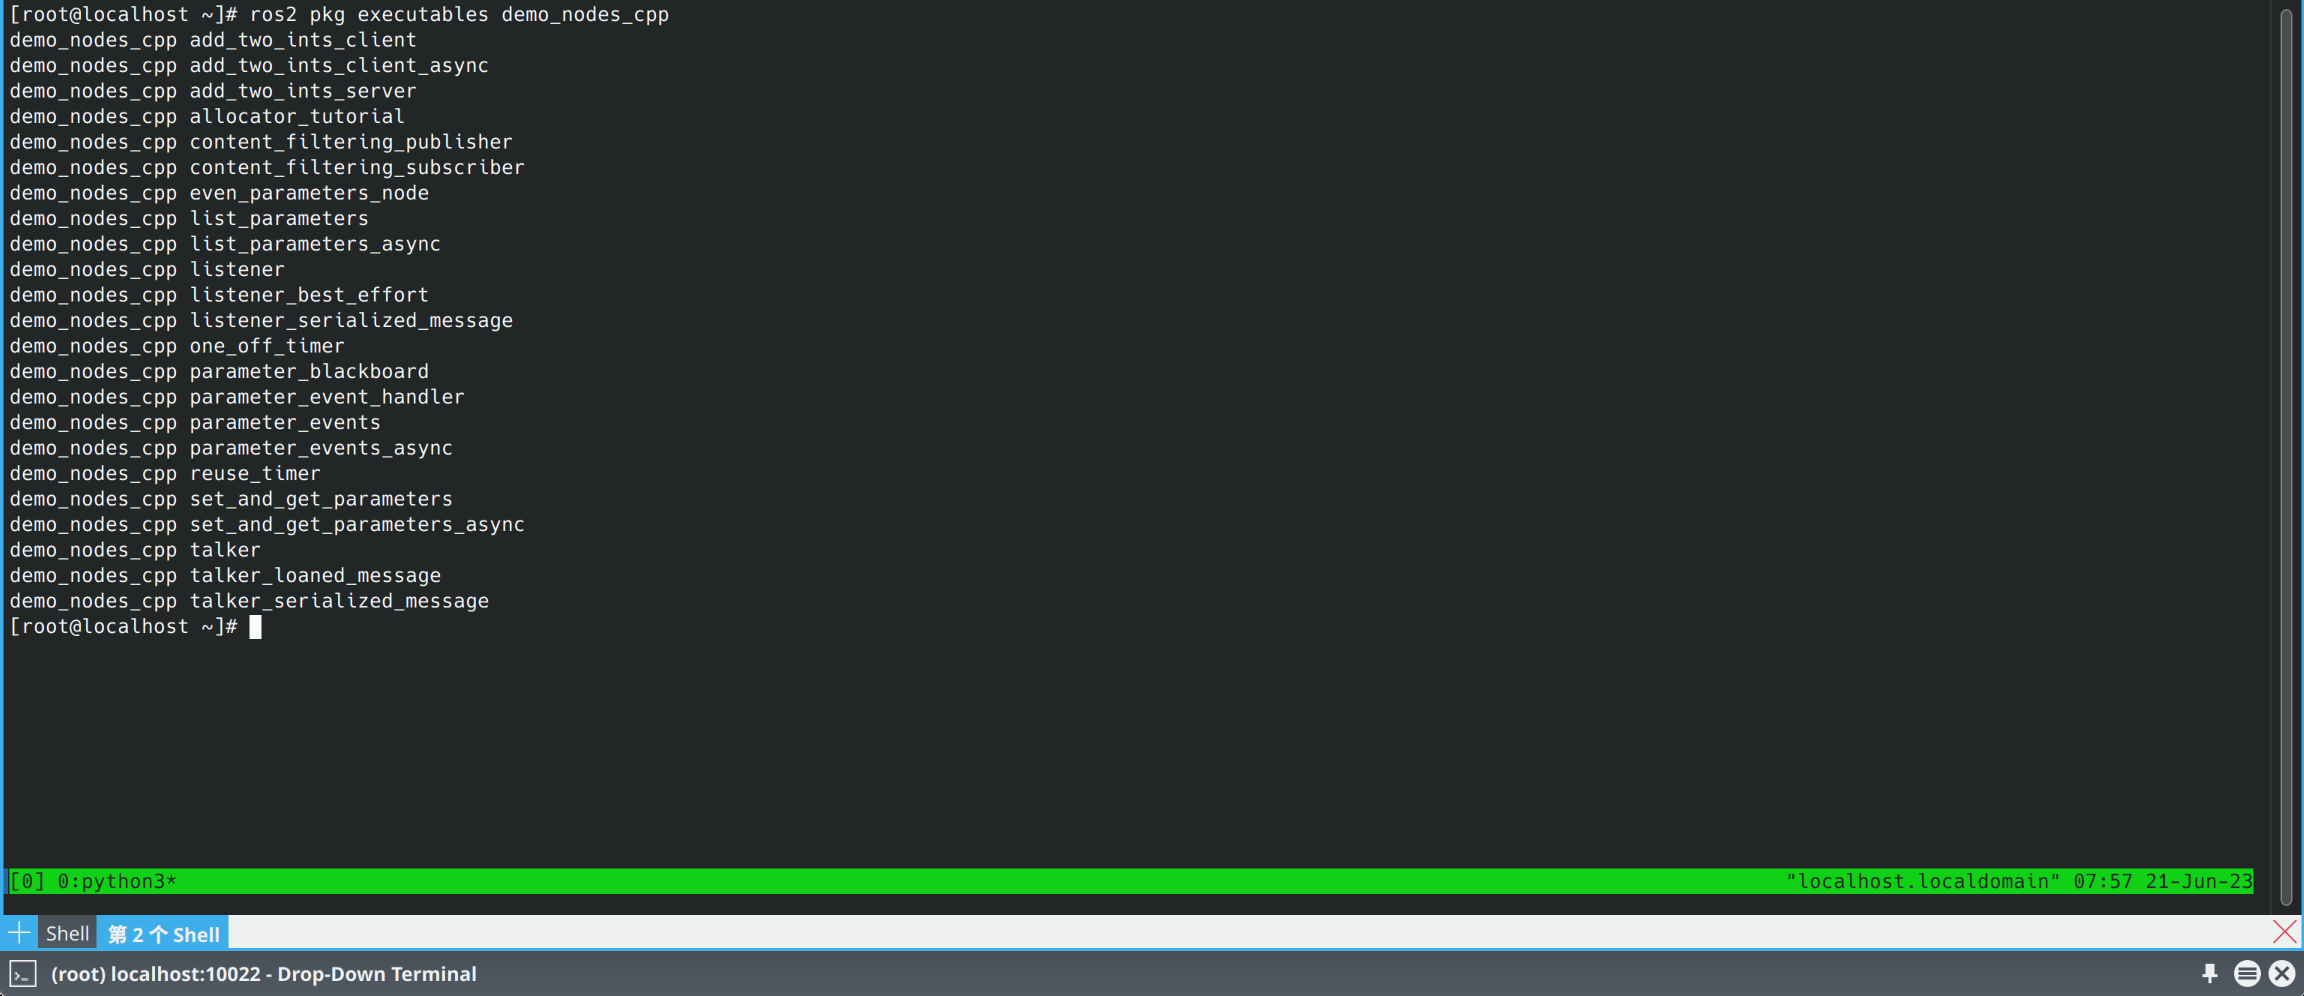 [root@localhost ~]# ros2 pkg executables demo_nodes_cpp
demo_nodes_cpp add_two_ints_client
demo_nodes_cpp add_two_ints_client_async
demo_nodes_cpp add_two_ints_server
demo_nodes_cpp allocator_tutorial
demo_nodes_cpp content_filtering_publisher
demo_nodes_cpp content_filtering_subscriber
demo_nodes_cpp even_parameters_node
demo_nodes_cpp list_parameters
demo_nodes_cpp list_parameters_async
demo_nodes_cpp listener
demo_nodes_cpp listener_best_effort
demo_nodes_cpp listener_serialized_message
demo_nodes_cpp one_off_timer
demo_nodes_cpp parameter_blackboard
demo_nodes_cpp parameter_event_handler
demo_nodes_cpp parameter_events
demo_nodes_cpp parameter_events_async
demo_nodes_cpp reuse_timer
demo_nodes_cpp set_and_get_parameters
demo_nodes_cpp set_and_get_parameters_async
demo_nodes_cpp talker
demo_nodes_cpp talker_loaned_message
demo_nodes_cpp talker_serialized_message
[root@localhost ~]#
[0] 0:python3* "localhost.localdomain" 07:57 21-Jun-23
Shell 第 2 个 Shell
(root) localhost:10022 - Drop-Down Terminal